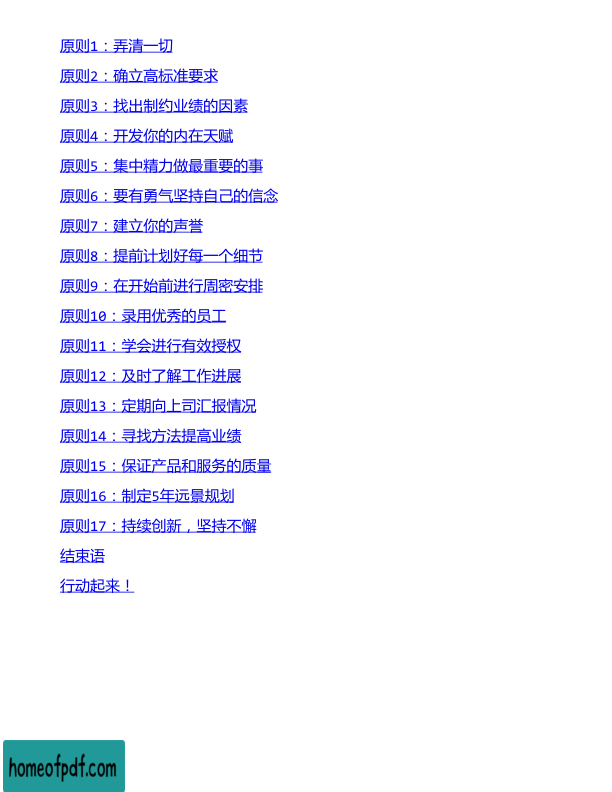 原则1：弄清一切
原则2：确立高标准要求
原则3：找出制约业绩的因素
原则4：开发你的内在天赋
原则5：集中精力做最重要的事
原则6：要有勇气坚持自己的信念
原则7：建立你的声誉
原则8：提前计划好每一个细节
原则9：在开始前进行周密安排
原则10：录用优秀的员工
原则11：学会进行有效授权
原则12：及时了解工作进展
原则13：定期向上司汇报情况
原则14：寻找方法提高业绩
原则15：保证产品和服务的质量
原则16：制定5年远景规划
原则17：持续创新，坚持不懈
结束语
行动起来！
homeofpdf.com